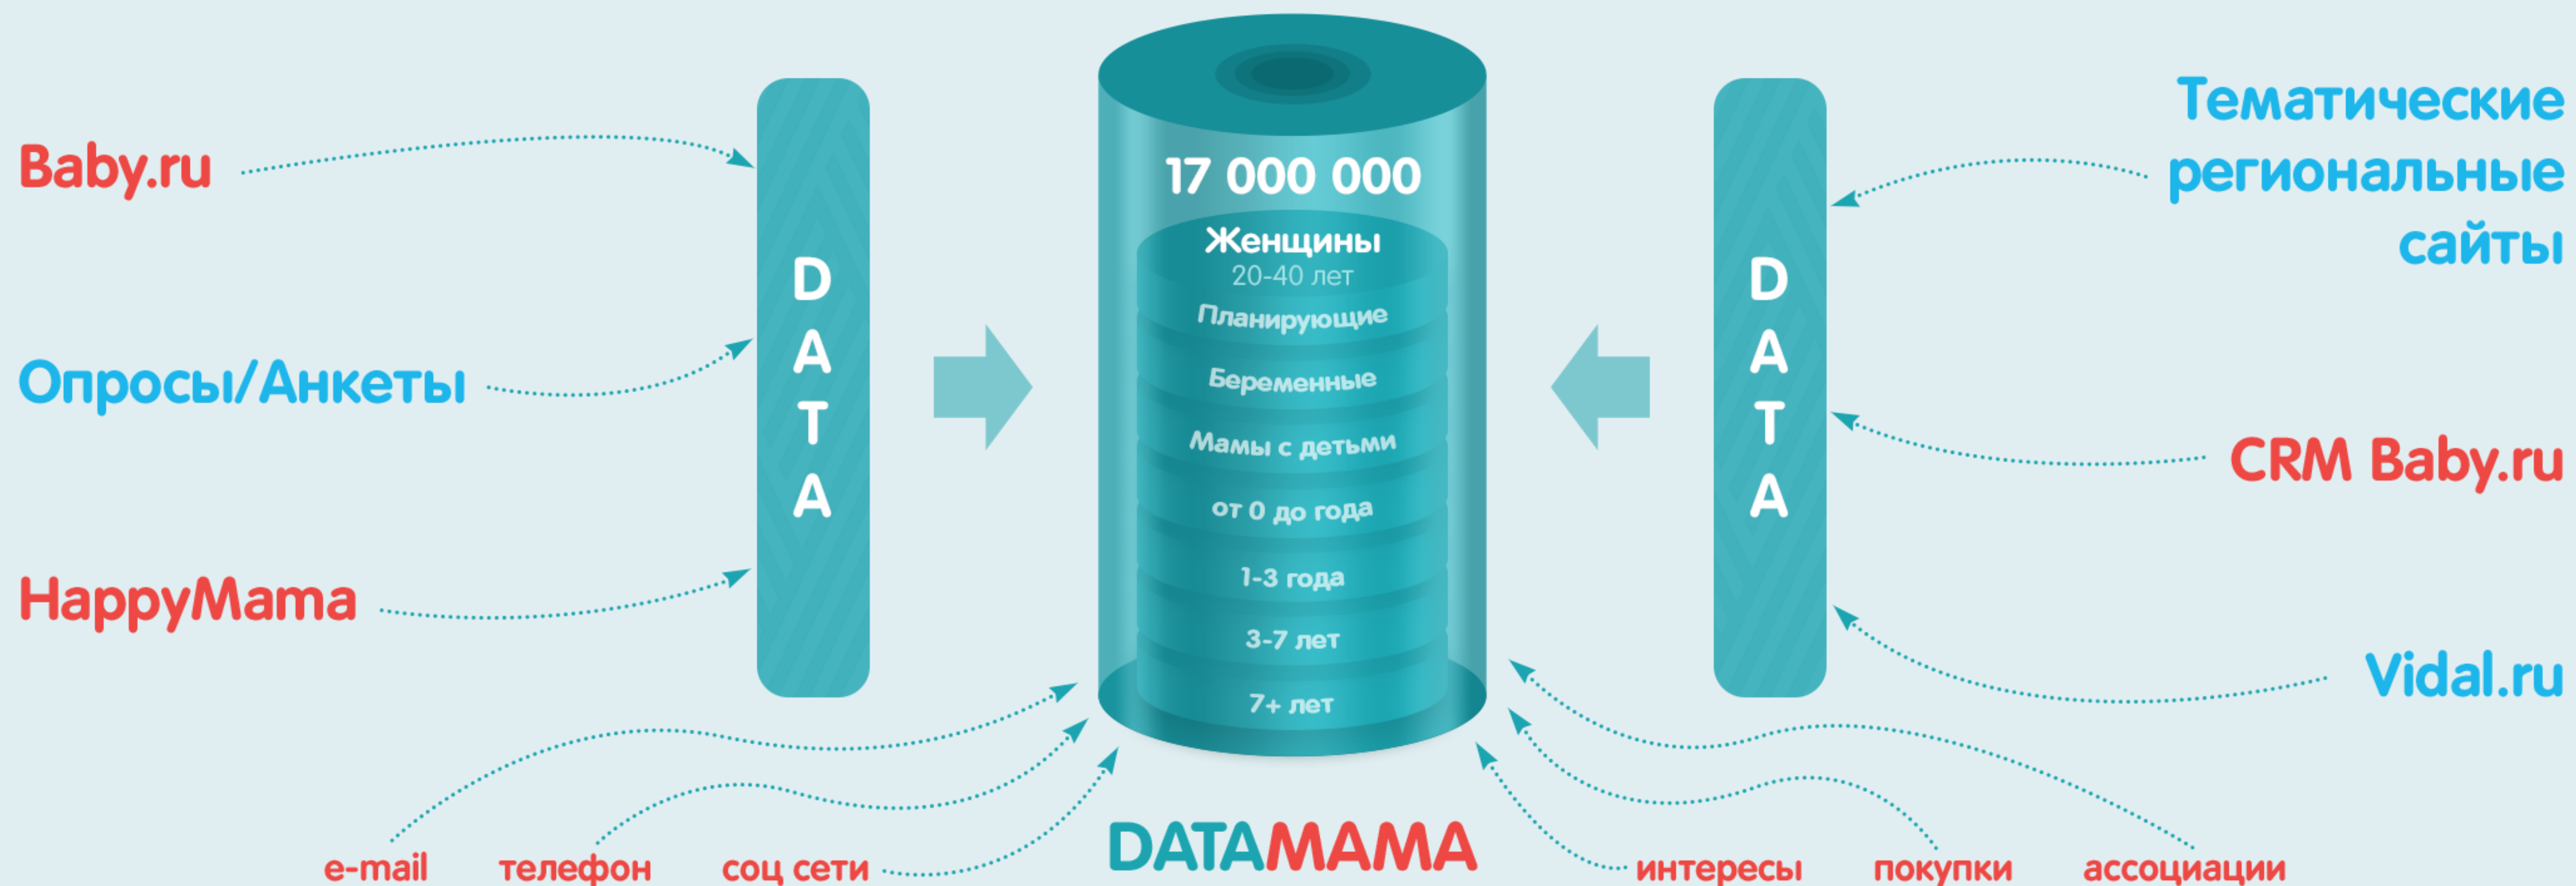 Baby.ru
Опросы/Анкеты
HappyMama
D
A
T
A
17 000 000
Женщины
20-40 лет
Планирующие
Беременные
Мамы с детьми
от 0 до года
1-3 года
3-7 лет
7+ лет
D
A
T
A
Тематические
региональные
сайты
CRM Baby.ru
Vidal.ru
e-mail
телефон
соц сети
DATAMAMA
интересы
покупки
ассоциации